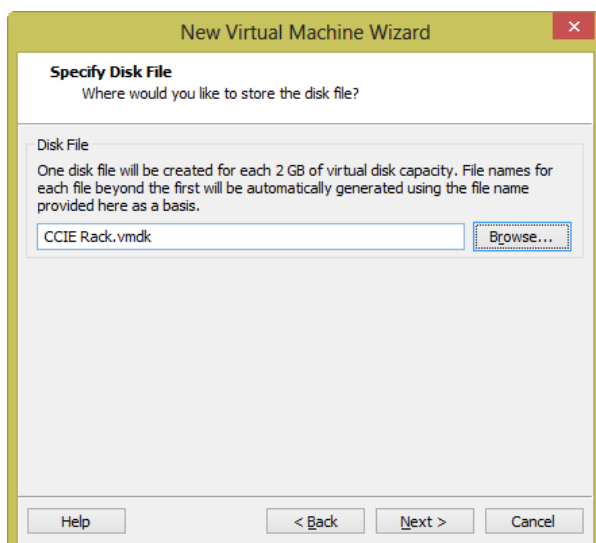 New Virtual Machine Wizard
Specify Disk File
Where would you like to store the disk file?
Disk File
One disk file will be created for each 2 GB of virtual disk capacity. File names for
each file beyond the first will be automatically generated using the file name
provided here as a basis.
CCIE Rack.vmdk
Browse...
Help
< Back
Next >
Cancel